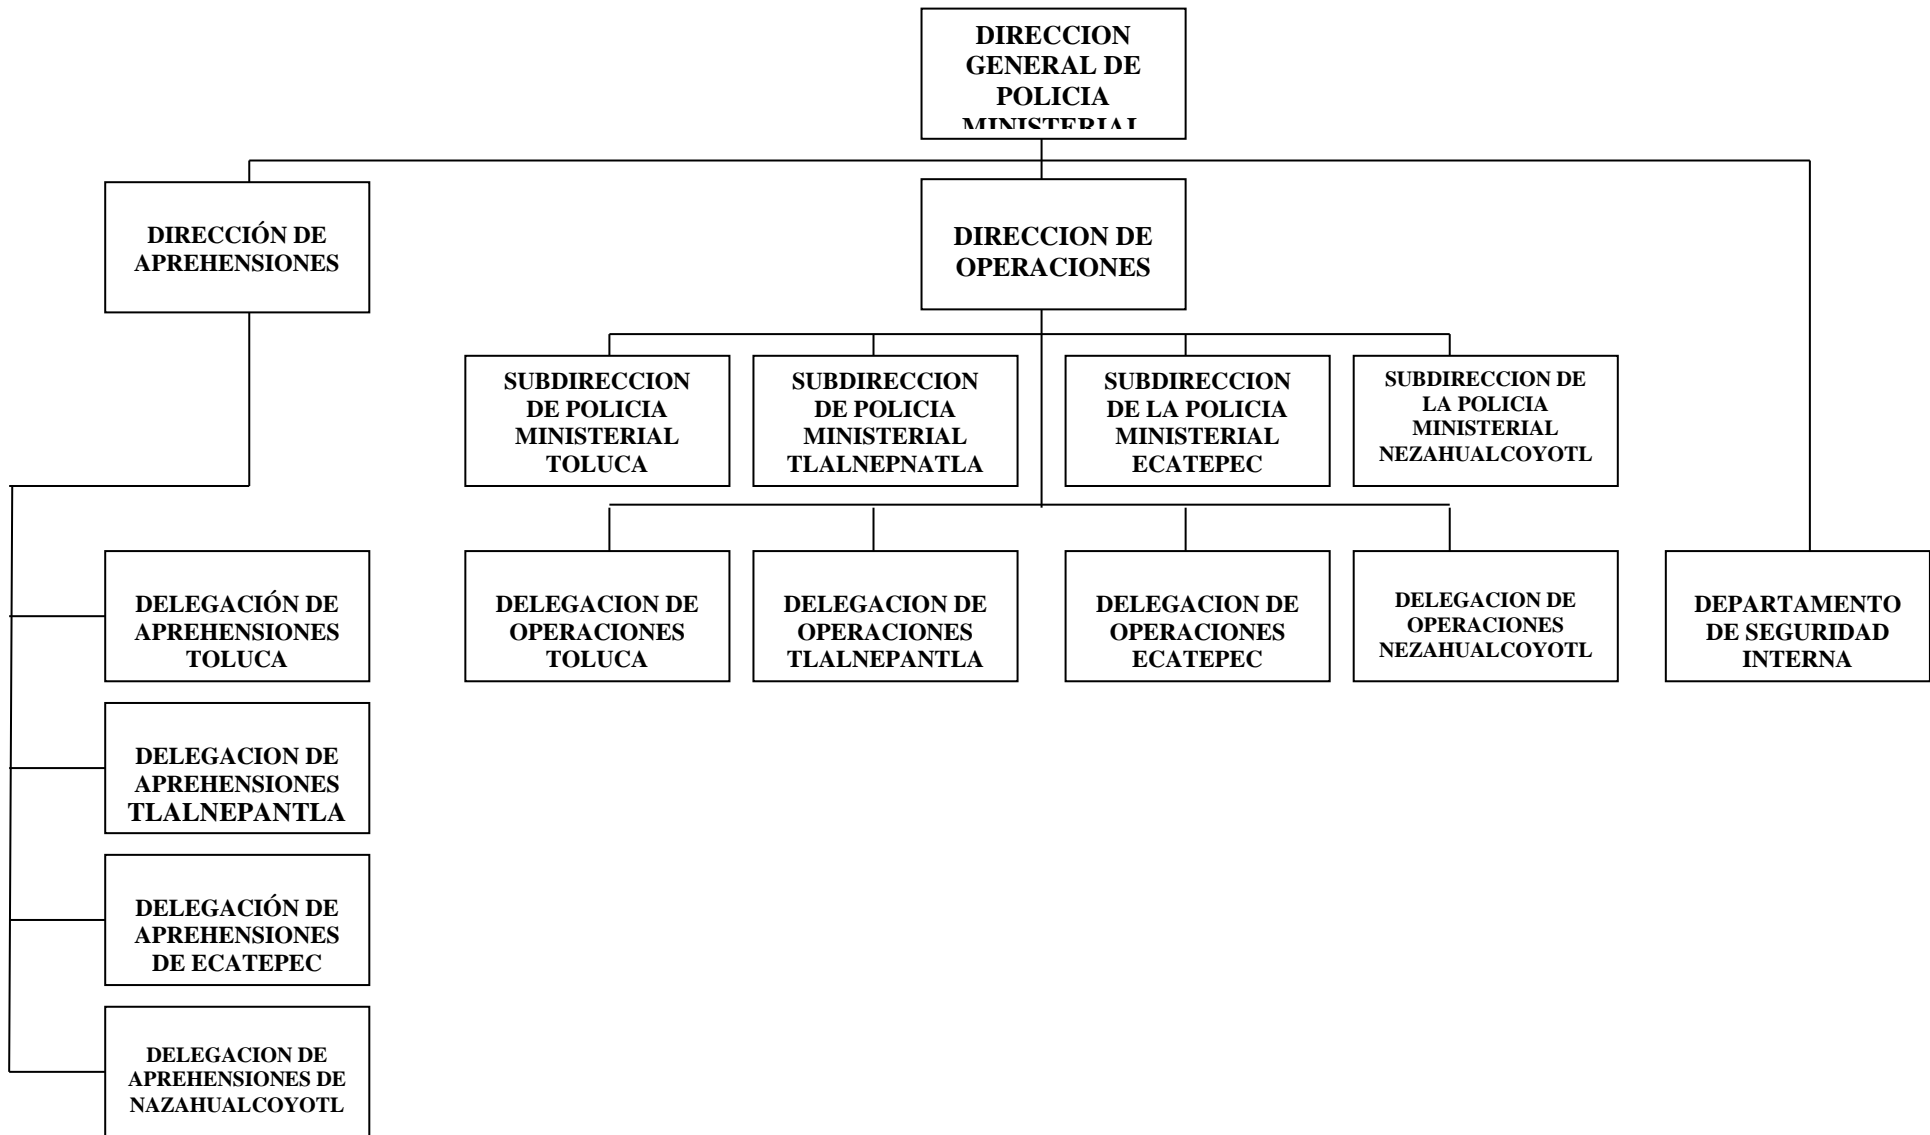 DIRECCION
GENERAL DE
POLICIA
MINISTERIAL
DIRECCIÓN DE
APREHENSIONES
DIRECCION DE
OPERACIONES
SUBDIRECCION
DE POLICIA
MINISTERIAL
TOLUCA
SUBDIRECCION
DE POLICIA
MINISTERIAL
TLALNEPNATLA
SUBDIRECCION
DE LA POLICIA
MINISTERIAL
ECATEPEC
SUBDIRECCION DE
LA POLICIA
MINISTERIAL
NEZAHUALCOYOTL
DELEGACIÓN DE
APREHENSIONES
TOLUCA
DELEGACION DE
OPERACIONES
TOLUCA
DELEGACION DE
OPERACIONES
TLALNEPANTLA
DELEGACION DE
OPERACIONES
ECATEPEC
DELEGACION DE
OPERACIONES
NEZAHUALCOYOTL
DEPARTAMENTO
DE SEGURIDAD
INTERNA
DELEGACION DE
APREHENSIONES
TLALNEPANTLA
DELEGACIÓN DE
APREHENSIONES
DE ECATEPEC
DELEGACION DE
APREHENSIONES DE
NAZAHUALCOYOTL